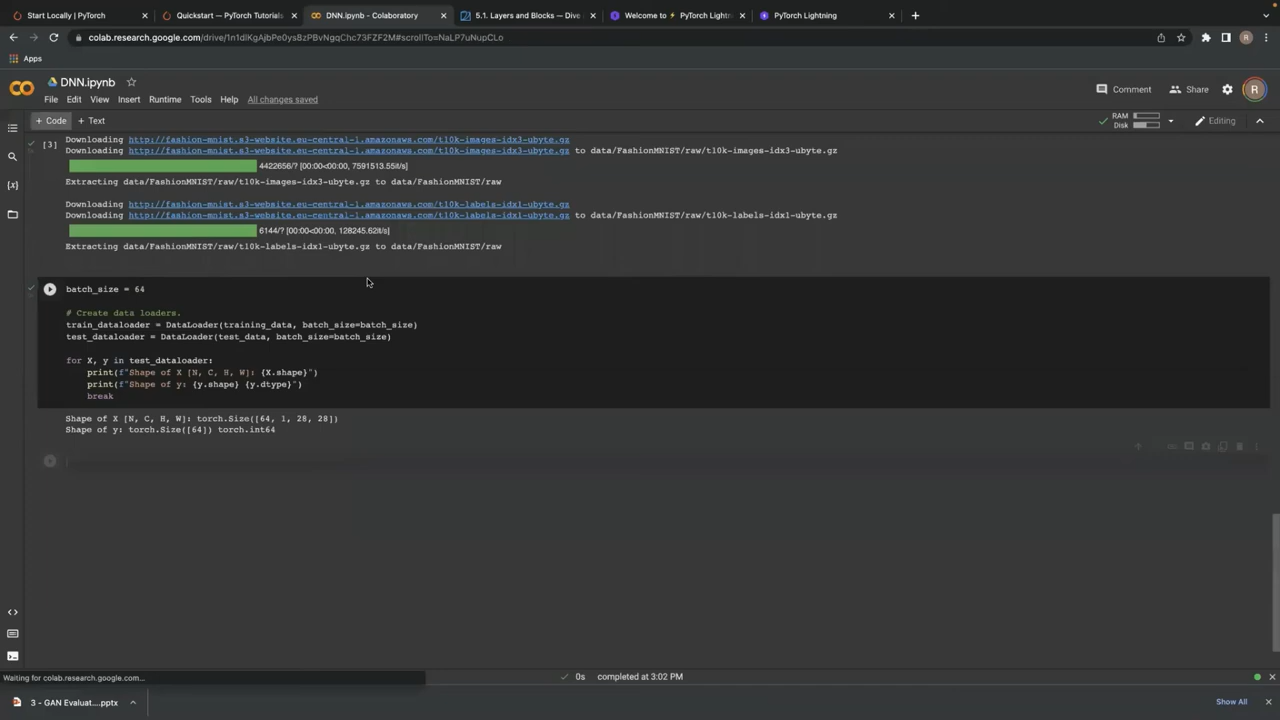 Start Locally | PyTorch
Quickstart — PyTorch Tutorials
DNN.ipynb - Colaboratory
5.1. Layers and Blocks — Dive
Welcome to ⚡ PyTorch Lightn
PyTorch Lightning
colab.research.google.com/drive/1n1dlKgAjbPe0ysBzPBvNgqChc73FZF2M#scrollTo=NaLP7uNupCLo
R
Apps
DNN.ipynb
File Edit View Insert Runtime Tools Help All changes saved
Comment
Share
R
+ Code + Text
RAM
Disk
Editing
[3]
Downloading http://fashion-mnist.s3-website.eu-central-1.amazonaws.com/t10k-images-idx3-ubyte.gz
Downloading http://fashion-mnist.s3-website.eu-central-1.amazonaws.com/t10k-images-idx3-ubyte.gz to data/FashionMNIST/raw/t10k-images-idx3-ubyte.gz
4422656/? [00:00<00:00, 7591513.55it/s]
Extracting data/FashionMNIST/raw/t10k-images-idx3-ubyte.gz to data/FashionMNIST/raw
Downloading http://fashion-mnist.s3-website.eu-central-1.amazonaws.com/t10k-labels-idx1-ubyte.gz
Downloading http://fashion-mnist.s3-website.eu-central-1.amazonaws.com/t10k-labels-idx1-ubyte.gz to data/FashionMNIST/raw/t10k-labels-idx1-ubyte.gz
6144/? [00:00<00:00, 128245.62it/s]
Extracting data/FashionMNIST/raw/t10k-labels-idx1-ubyte.gz to data/FashionMNIST/raw
batch_size = 64
# Create data loaders.
train_dataloader = DataLoader(training_data, batch_size=batch_size)
test_dataloader = DataLoader(test_data, batch_size=batch_size)
for X, y in test_dataloader:
print(f"Shape of X [N, C, H, W]: {X.shape}")
print(f"Shape of y: {y.shape} {y.dtype}")
break
Shape of X [N, C, H, W]: torch.Size([64, 1, 28, 28])
Shape of y: torch.Size([64]) torch.int64
Waiting for colab.research.google.com...
0s completed at 3:02 PM
3 - GAN Evaluat....pptx
Show All